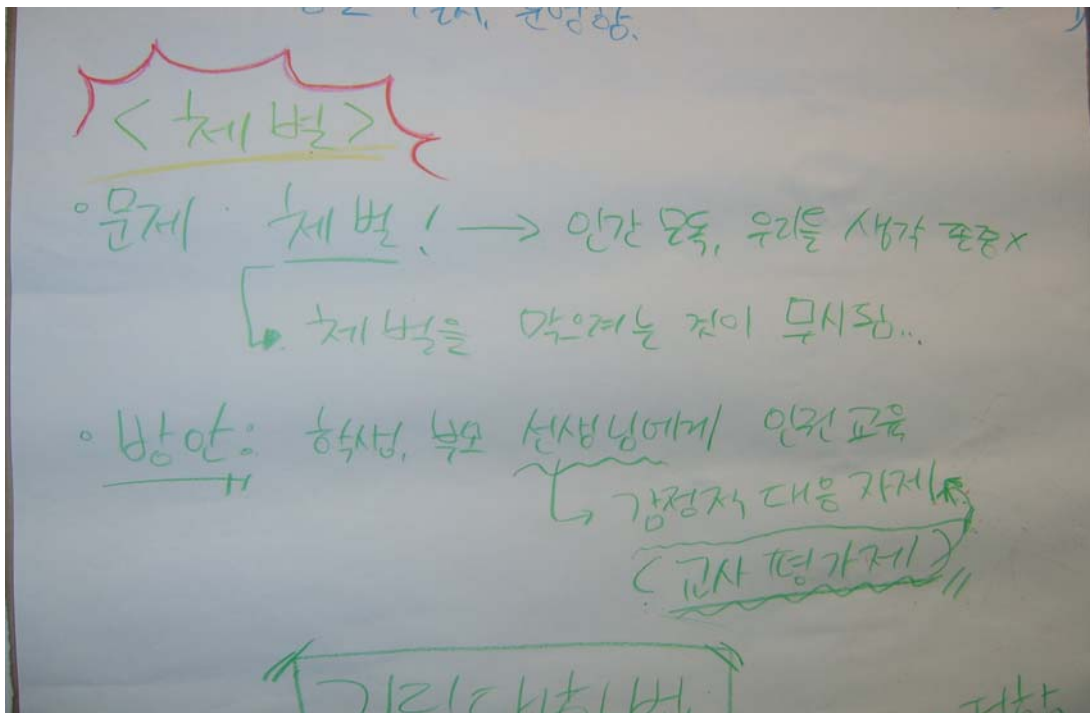 < 체벌 >
◦문제 · 체벌! → 인간 모독, 우리를 생각 존중x
체벌을 막으려는 것이 무시됨..
◦방안: 학생, 부모 선생님에게 인권교육
감정적 대응 자제
(교사 평가제)